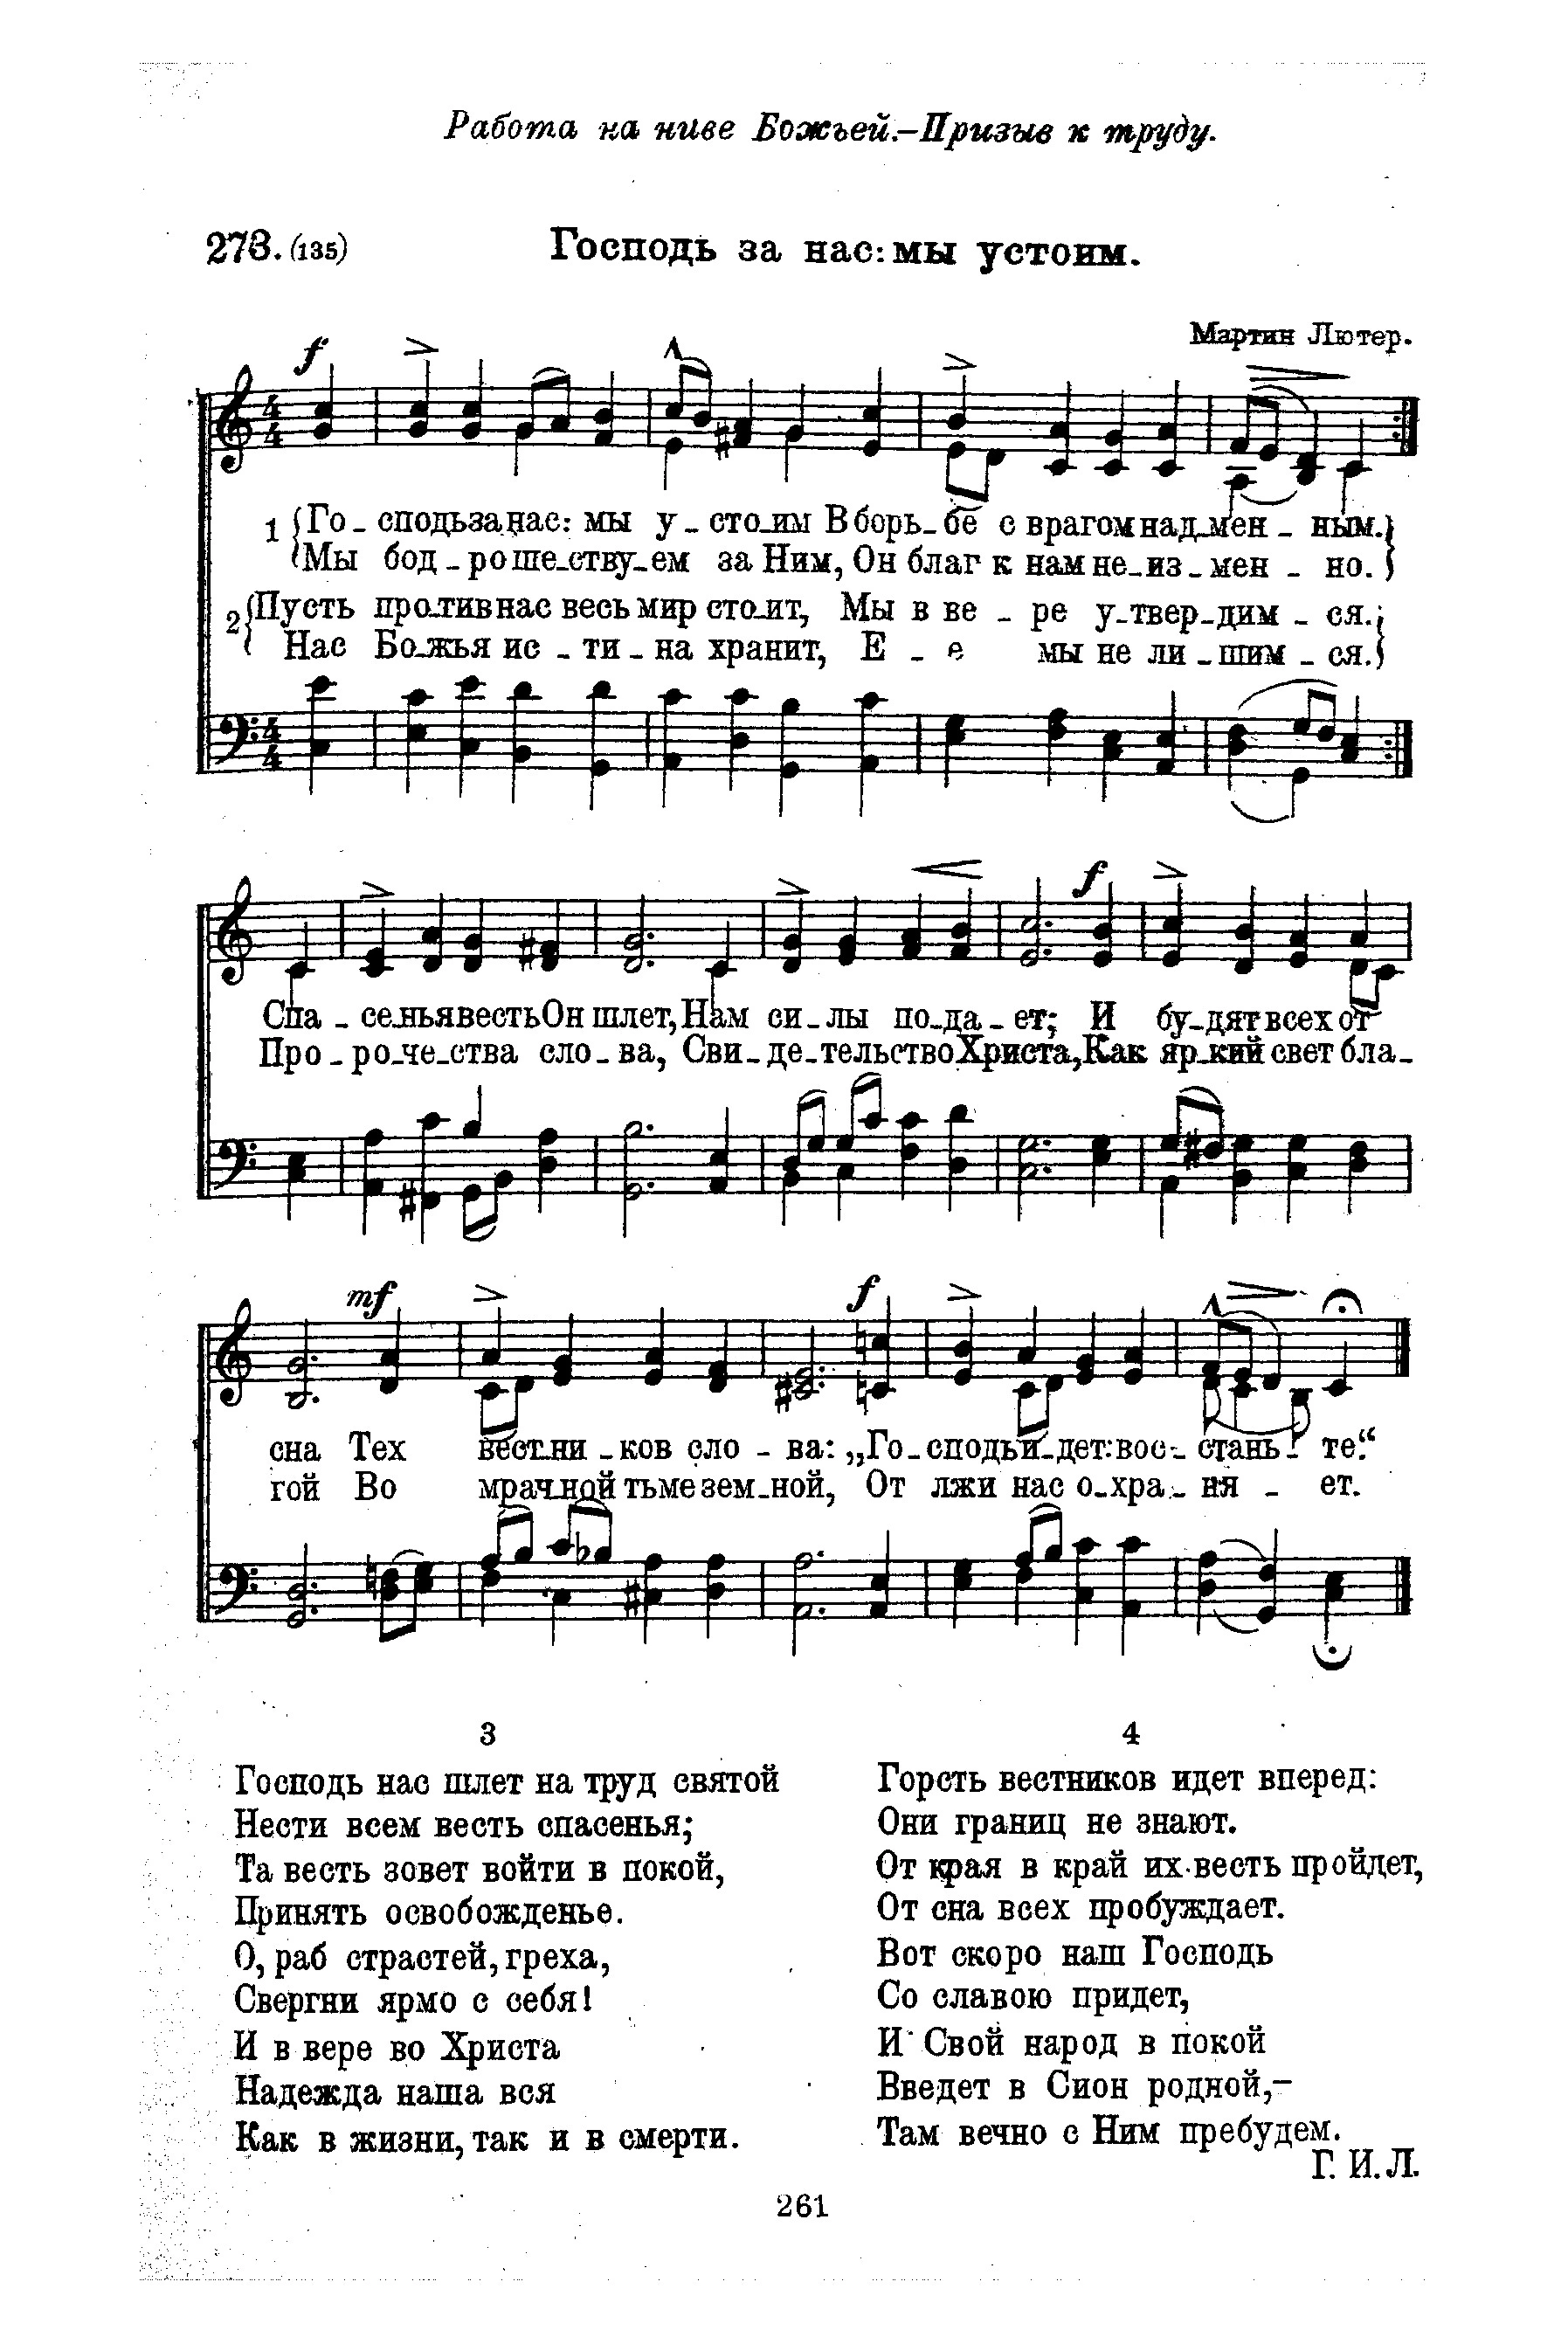 Работа на ниве Божьей.-Призыв к труду.
273. (135) Господь за нас: мы устоим.
Мартин Лютер.
f
4 4
1 Го - сподь за нас: мы у - сто - им В борь - бе с врагом над - мен - ным.
Мы бод - ро ше - ству - ем за Ним, Он благ к нам не - из - мен - но.
2 Пусть против нас весь мир сто - ит, Мы в ве - ре у - твер - дим - ся.;
Нас Бо - жья ис - ти - на хранит, Е - е мы не ли - шим - ся.
4 4
f
Спа - се - нья весть Он шлет, Нам си - лы по - да - ет; И бу - дят всех от
Про - ро - че - ства сло - ва, Сви - де - тельство Христа, Как яр - кий свет бла -
mf f
сна Тех вест - ни - ков сло - ва: „Го - сподь и - дет: вос - стань - те.“
гой Во мрач - ной тьме зем - ной, От лжи нас о - хра - ня - ет.
3
Господь нас шлет на труд святой
Нести всем весть спасенья;
Та весть зовет войти в покой,
Принять освобожденье.
О, раб страстей, греха,
Свергни ярмо с себя!
И в вере во Христа
Надежда наша вся
Как в жизни, так и в смерти.
4
Горсть вестников идет вперед:
Они границ не знают.
От края в край их весть пройдет,
От сна всех пробуждает.
Вот скоро наш Господь
Со славою придет,
И Свой народ в покой
Введет в Сион родной,-
Там вечно с Ним пребудем.
Г. И. Л.
261